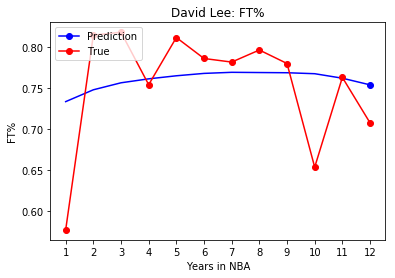 David Lee: FT%
Prediction
True
0.80
0.75
0.70
0.65
0.60
FT%
1 2 3 4 5 6 7 8 9 10 11 12
Years in NBA